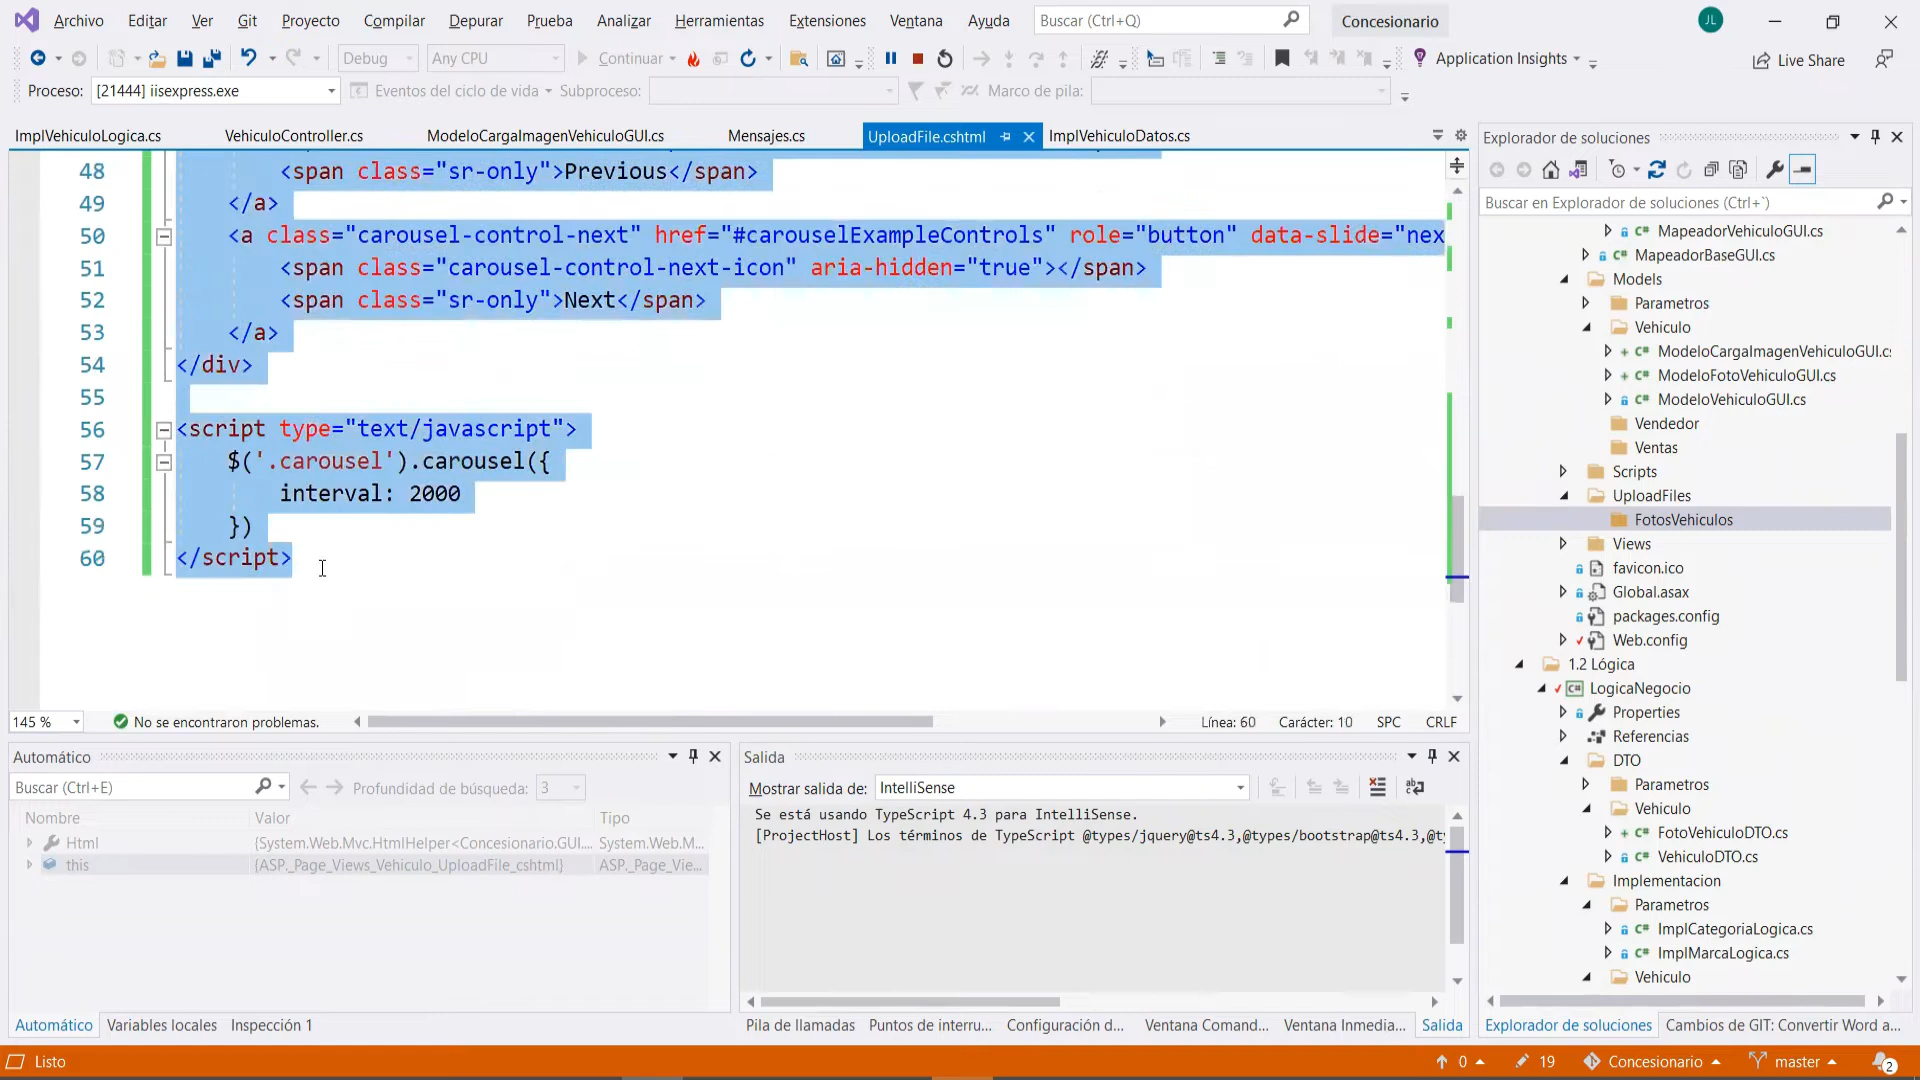 Archivo Editar Ver Git Proyecto Compilar Depurar Prueba Analizar Herramientas Extensiones Ventana Ayuda Buscar (Ctrl+Q) Concesionario JL
Debug Any CPU Continuar Application Insights Live Share
Proceso: [21444] iisexpress.exe Eventos del ciclo de vida Subproceso: Marco de pila:
ImplVehiculoLogica.cs VehiculoController.cs ModeloCargaImagenVehiculoGUI.cs Mensajes.cs UploadFile.cshtml ImplVehiculoDatos.cs
48 <span class="sr-only">Previous</span>
49 </a>
50 <a class="carousel-control-next" href="#carouselExampleControls" role="button" data-slide="nex
51 <span class="carousel-control-next-icon" aria-hidden="true"></span>
52 <span class="sr-only">Next</span>
53 </a>
54 </div>
55
56 <script type="text/javascript">
57 $('.carousel').carousel({
58 interval: 2000
59 })
60 </script>
145 % No se encontraron problemas. Línea: 60 Carácter: 10 SPC CRLF
Automático
Buscar (Ctrl+E) Profundidad de búsqueda: 3
Nombre Valor Tipo
Html {System.Web.Mvc.HtmlHelper<Concesionario.GUI.... System.Web.M...
this {ASP._Page_Views_Vehiculo_UploadFile_cshtml} ASP._Page_Vie...
Automático Variables locales Inspección 1
Salida
Mostrar salida de: IntelliSense
Se está usando TypeScript 4.3 para IntelliSense.
[ProjectHost] Los términos de TypeScript @types/jquery@ts4.3,@types/bootstrap@ts4.3,@ty
Pila de llamadas Puntos de interru... Configuración d... Ventana Comand... Ventana Inmedia... Salida
Explorador de soluciones
Buscar en Explorador de soluciones (Ctrl+`)
MapeadorVehiculoGUI.cs
MapeadorBaseGUI.cs
Models
Parametros
Vehiculo
ModeloCargaImagenVehiculoGUI.cs
ModeloFotoVehiculoGUI.cs
ModeloVehiculoGUI.cs
Vendedor
Ventas
Scripts
UploadFiles
FotosVehiculos
Views
favicon.ico
Global.asax
packages.config
Web.config
1.2 Lógica
LogicaNegocio
Properties
Referencias
DTO
Parametros
Vehiculo
FotoVehiculoDTO.cs
VehiculoDTO.cs
Implementacion
Parametros
ImplCategoriaLogica.cs
ImplMarcaLogica.cs
Vehiculo
Explorador de soluciones Cambios de GIT: Convertir Word a...
Listo 0 19 Concesionario master 2